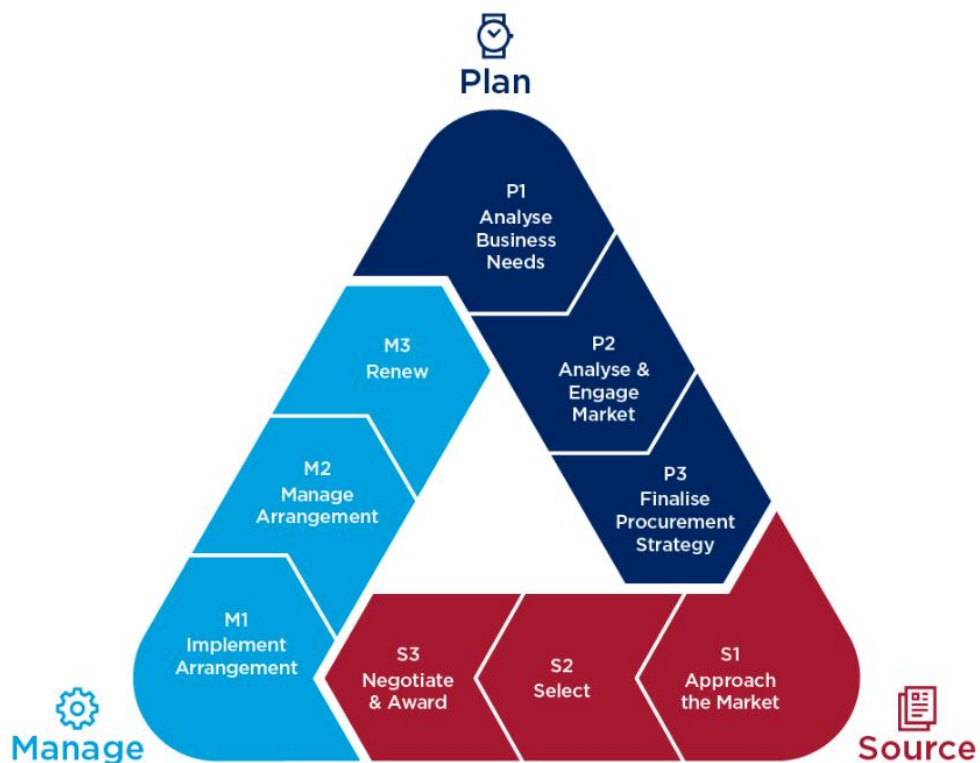 Plan
P1
Analyse
Business
Needs
P2
Analyse &
Engage
Market
P3
Finalise
Procurement
Strategy
S1
Approach
the Market
S2
Select
S3
Negotiate
& Award
Source
M1
Implement
Arrangement
M2
Manage
Arrangement
M3
Renew
Manage